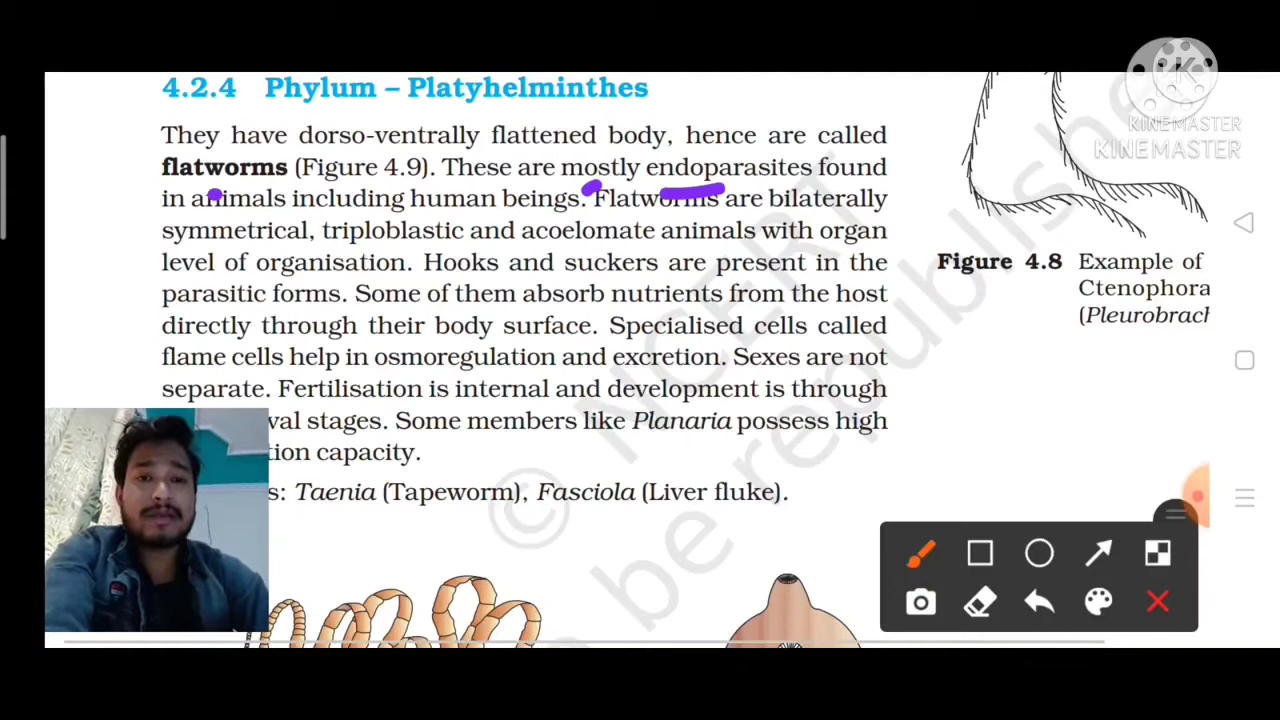 KINEMASTER
KINEMASTER
4.2.4 Phylum – Platyhelminthes
They have dorso-ventrally flattened body, hence are called
flatworms (Figure 4.9). These are mostly endoparasites found
in animals including human beings. Flatworms are bilaterally
symmetrical, triploblastic and acoelomate animals with organ
level of organisation. Hooks and suckers are present in the
parasitic forms. Some of them absorb nutrients from the host
directly through their body surface. Specialised cells called
flame cells help in osmoregulation and excretion. Sexes are not
separate. Fertilisation is internal and development is through
val stages. Some members like Planaria possess high
tion capacity.
s: Taenia (Tapeworm), Fasciola (Liver fluke).
Figure 4.8 Example of
Ctenophora
(Pleurobrach
© NCERT
be republishe